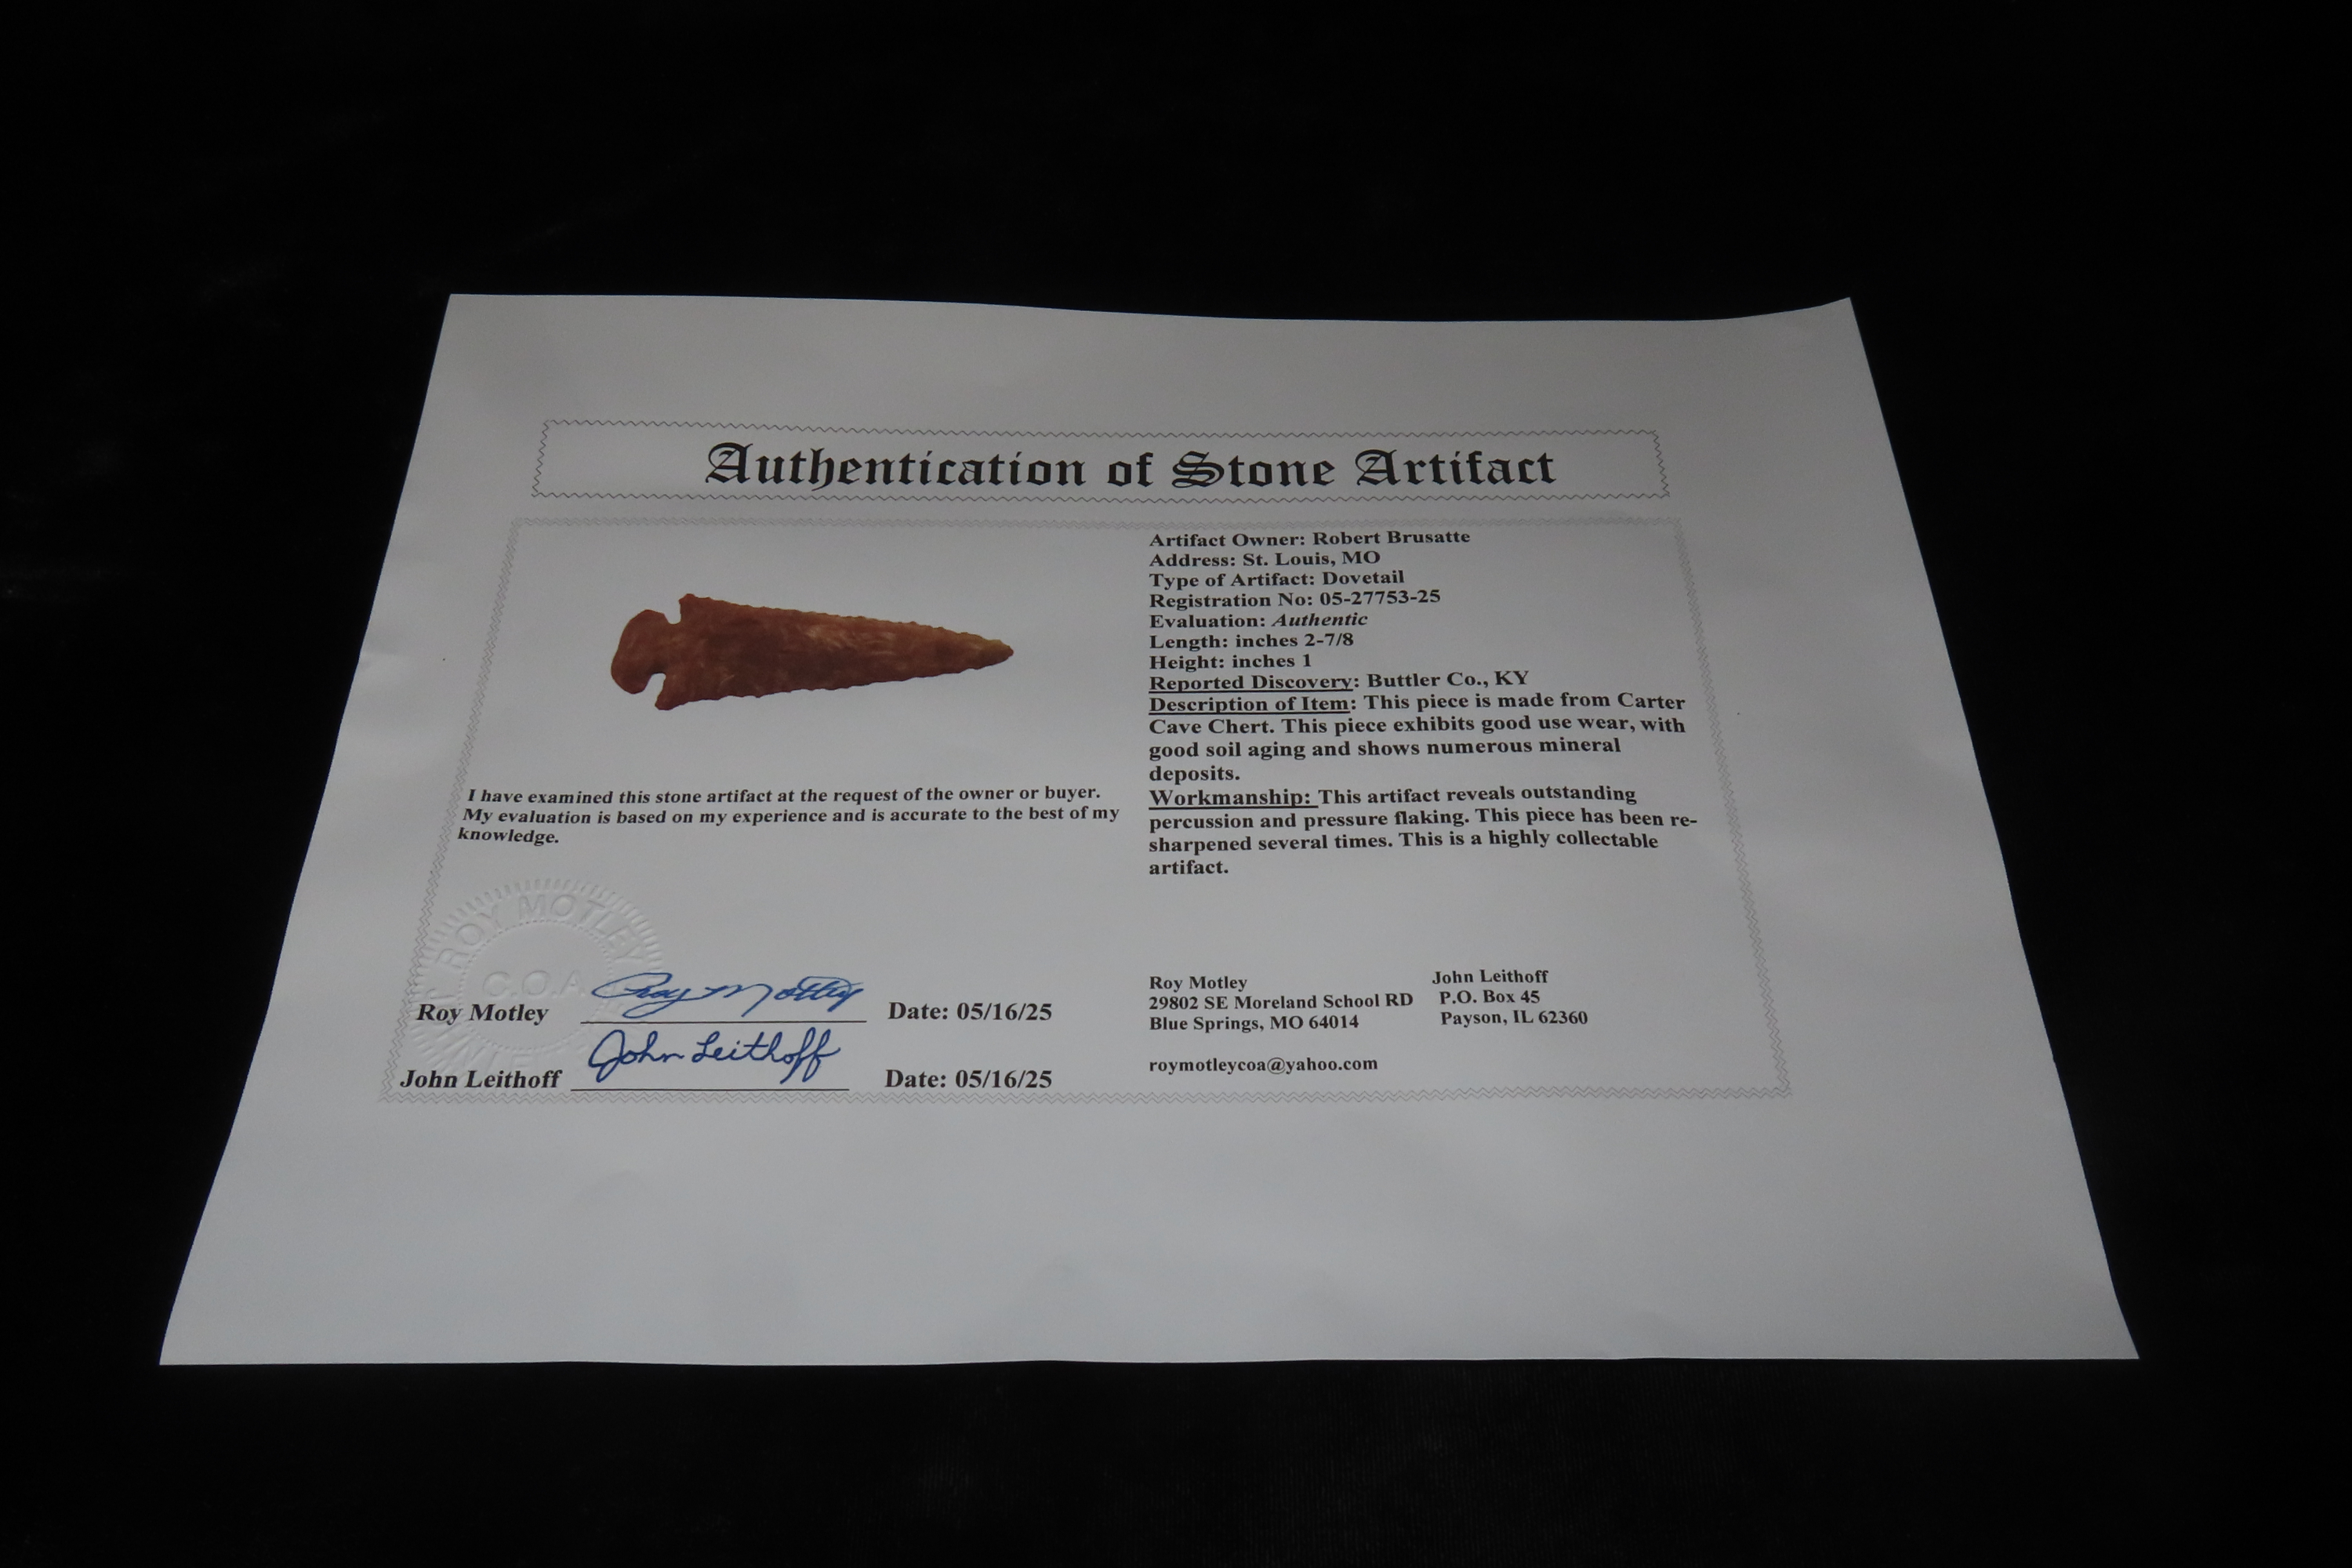 Authentication of Stone Artifact
Artifact Owner: Robert Brusatte
Address: St. Louis, MO
Type of Artifact: Dovetail
Registration No: 05-27753-25
Evaluation: Authentic
Length: inches 2-7/8
Height: inches 1
Reported Discovery: Buttler Co., KY
Description of Item: This piece is made from Carter
Cave Chert. This piece exhibits good use wear, with
good soil aging and shows numerous mineral
deposits.
Workmanship: This artifact reveals outstanding
percussion and pressure flaking. This piece has been re-
sharpened several times. This is a highly collectable
artifact.
I have examined this stone artifact at the request of the owner or buyer.
My evaluation is based on my experience and is accurate to the best of my
knowledge.
ROY MOTLEY
C.O.A.
Roy Motley Roy Motley Date: 05/16/25
John Leithoff John Leithoff Date: 05/16/25
Roy Motley
29802 SE Moreland School RD
Blue Springs, MO 64014
roymotleycoa@yahoo.com
John Leithoff
P.O. Box 45
Payson, IL 62360